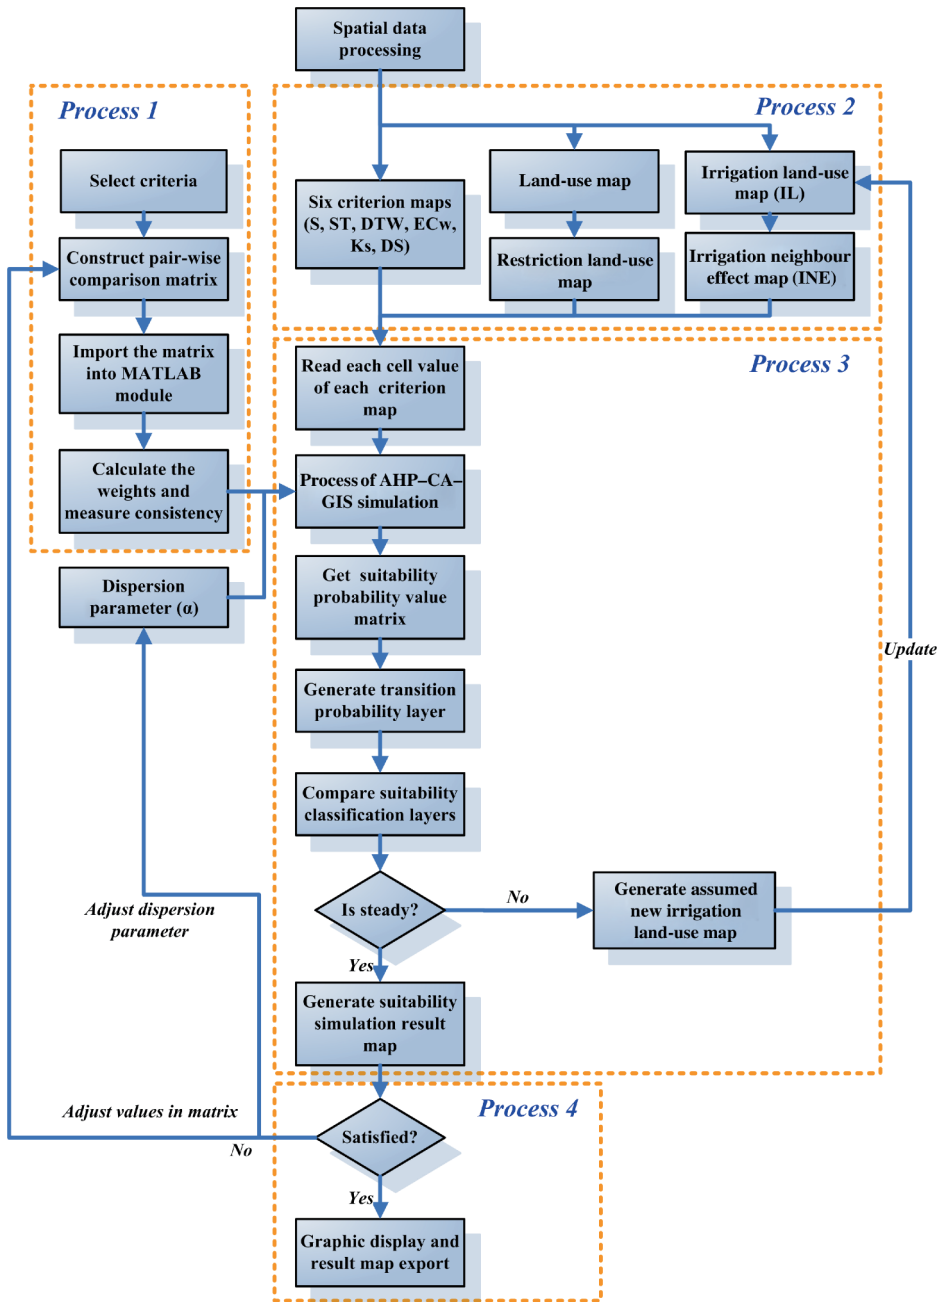 Spatial data
processing
Process 1
Select criteria
Construct pair-wise
comparison matrix
Import the matrix
into MATLAB
module
Calculate the
weights and
measure consistency
Dispersion
parameter (α)
Process 2
Six criterion maps
(S, ST, DTW, ECw,
Ks, DS)
Land-use map
Restriction land-use
map
Irrigation land-use
map (IL)
Irrigation neighbour
effect map (INE)
Process 3
Read each cell value
of each criterion
map
Process of AHP–CA–
GIS simulation
Get suitability
probability value
matrix
Generate transition
probability layer
Compare suitability
classification layers
Is steady?
No
Generate assumed
new irrigation
land-use map
Update
Yes
Generate suitability
simulation result
map
Adjust dispersion
parameter
Process 4
Satisfied?
Adjust values in matrix
No
Yes
Graphic display and
result map export